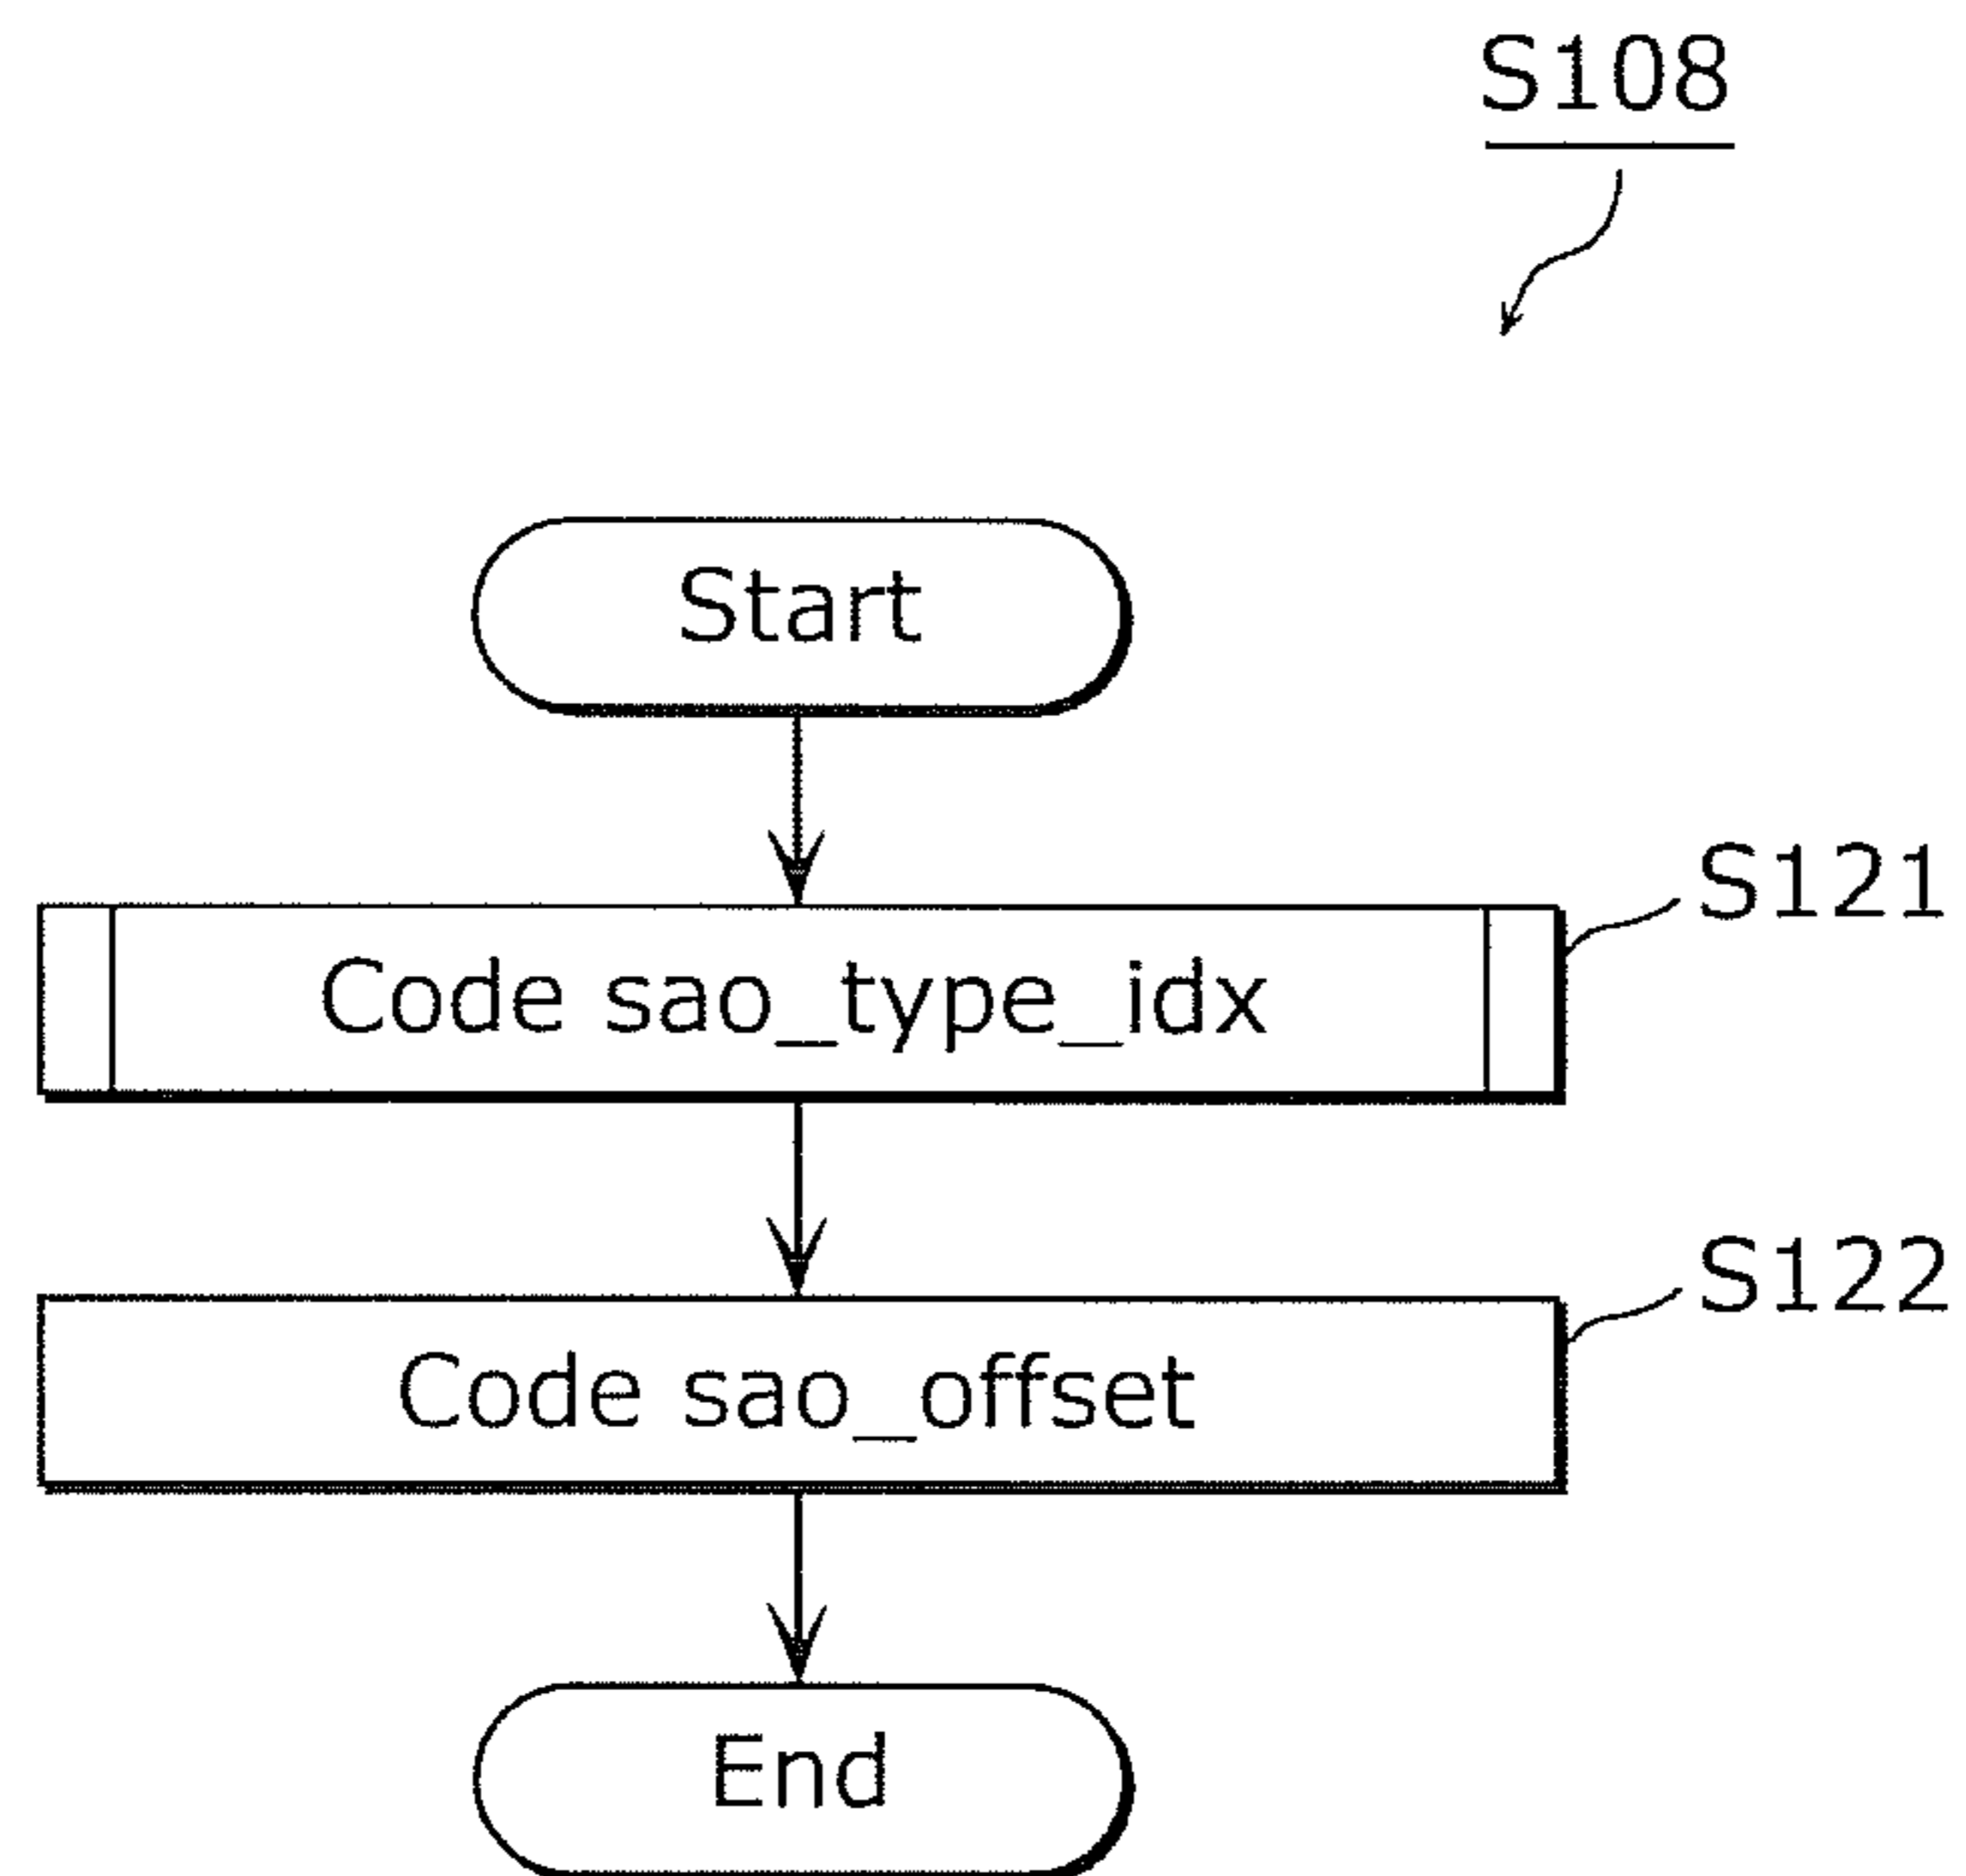 S108
Start
S121
Code sao_type_idx
S122
Code sao_offset
End